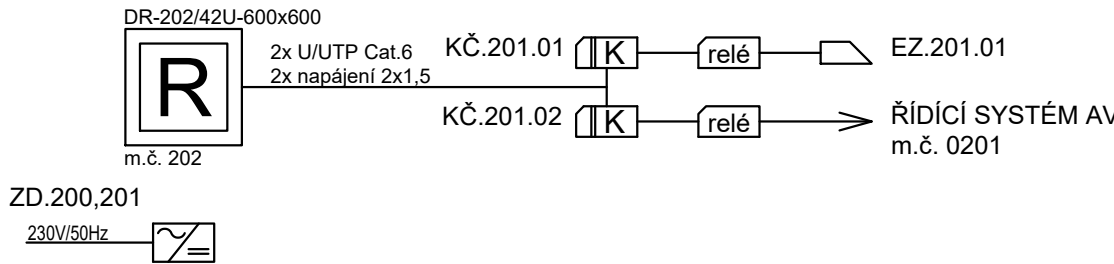 DR-202/42U-600x600
R
m.č. 202
2x U/UTP Cat.6
2x napájení 2x1,5
KČ.201.01
K
relé
EZ.201.01
KČ.201.02
K
relé
ŘÍDÍCÍ SYSTÉM AV
m.č. 0201
ZD.200,201
230V/50Hz